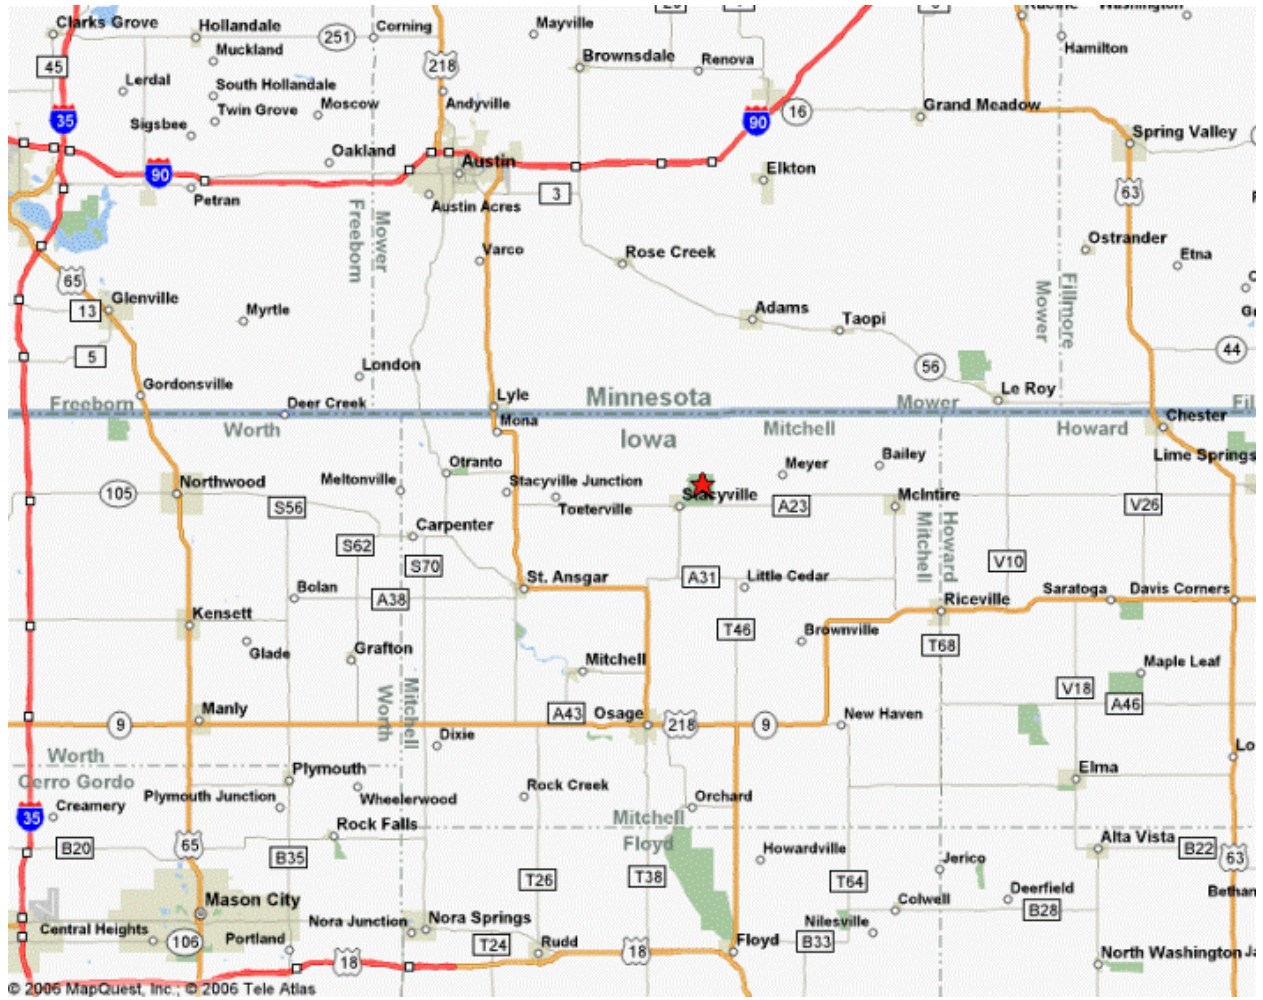 Clarks Grove
Hollandale
251
Corning
Mayville
Racine
Washington
45
Muckland
218
Brownsdale
Renova
Hamilton
Lerdal
South Hollandale
Andyville
Twin Grove
Moscow
16
Grand Meadow
35
Sigsbee
90
Spring Valley
Oakland
Austin
90
Elkton
Petran
3
63
Austin Acres
Freeborn
Mower
Varco
Rose Creek
Ostrander
Etna
65
Glenville
13
Myrtle
Adams
Taopi
Mower
Fillmore
5
44
London
56
Gordonsville
Le Roy
Freeborn
Deer Creek
Lyle
Minnesota
Mower
Fil
Worth
Mona
Iowa
Mitchell
Howard
Chester
Otranto
Meyer
Bailey
Lime Springs
Northwood
Meltonville
Stacyville Junction
105
Stacyville
McIntire
S56
Toeterville
A23
V26
Carpenter
S62
S70
Howard
Mitchell
V10
St. Ansgar
A31
Little Cedar
Bolan
A38
Saratoga
Davis Corners
Riceville
Kensett
T46
Brownville
T68
Glade
Grafton
Mitchell
Maple Leaf
V18
A46
Worth
Mitchell
Manly
A43
Osage
218
9
New Haven
9
Dixie
Worth
Lo
Cerro Gordo
Plymouth
Elma
Creamery
Plymouth Junction
Wheelerwood
Rock Creek
Orchard
35
Rock Falls
Mitchell
B20
65
B35
Floyd
Howardville
Alta Vista
B22
63
Jerico
T26
T38
T64
Deerfield
Bethan
Mason City
Colwell
B28
Central Heights
106
Portland
Nora Junction
Nora Springs
Nilesville
T24
Rudd
18
Floyd
B33
18
North Washington
Ja
© 2006 MapQuest, Inc.; © 2006 Tele Atlas